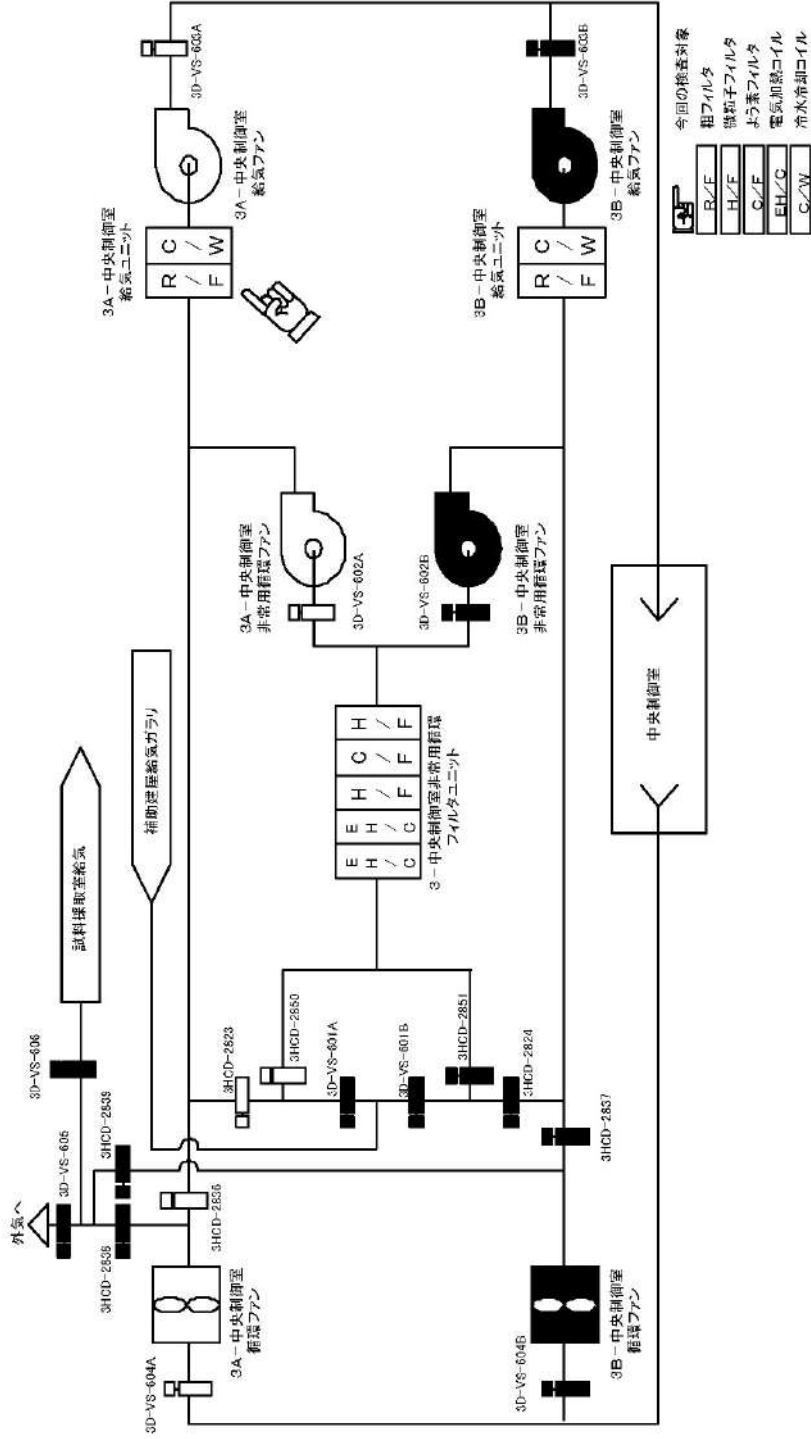 外気へ
3D-VS-605
3D-VS-606
試料採取室給気
補助建屋給気ガラリ
3HCD-2838
3HCD-2839
3D-VS-604A
3A-中央制御室
循環ファン
3HCD-2836
3HCD-2823
3HCD-2850
3D-VS-601A
3D-VS-601B
3HCD-2851
3HCD-2824
3HCD-2837
3D-VS-604B
3B-中央制御室
循環ファン
EH/C
EH/C
H/F
C/F
H/F
3-中央制御室非常用循環
フィルタユニット
3A-中央制御室
非常用循環ファン
3D-VS-602A
3D-VS-602B
3B-中央制御室
非常用循環ファン
3A-中央制御室
給気ユニット
R/F
C/W
3A-中央制御室
給気ファン
3D-VS-603A
3B-中央制御室
給気ユニット
R/F
C/W
3B-中央制御室
給気ファン
3D-VS-603B
中央制御室
今回の検査対象
R/F 粗フィルタ
H/F 微粒子フィルタ
C/F よう素フィルタ
EH/C 電気加熱コイル
C/W 冷水冷却コイル